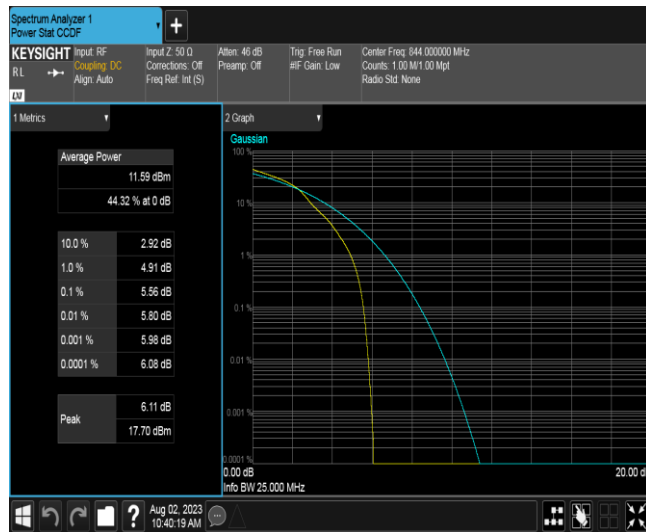 Spectrum Analyzer 1
Power Stat CCDF
+
KEYSIGHT
RL
LXI
Input: RF
Coupling: DC
Align: Auto
Input Z: 50 Ω
Corrections: Off
Freq Ref: Int (S)
Atten: 46 dB
Preamp: Off
Trig: Free Run
#IF Gain: Low
Center Freq: 844.000000 MHz
Counts: 1.00 M/1.00 Mpt
Radio Std: None
1 Metrics
Average Power
11.59 dBm
44.32 % at 0 dB
10.0 % 2.92 dB
1.0 % 4.91 dB
0.1 % 5.56 dB
0.01 % 5.80 dB
0.001 % 5.98 dB
0.0001 % 6.08 dB
Peak 6.11 dB
17.70 dBm
2 Graph
Gaussian
100 %
10 %
1 %
0.1 %
0.01 %
0.001 %
0.0001 %
0.00 dB 20.00 d
Info BW 25.000 MHz
?
Aug 02, 2023
10:40:19 AM